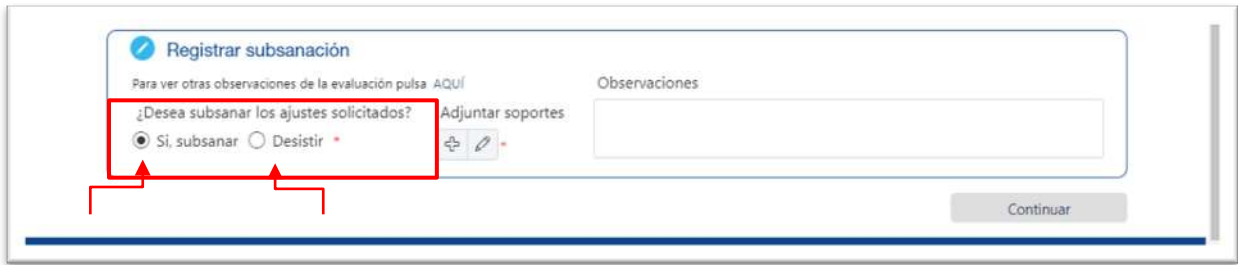 Registrar subsanación
Para ver otras observaciones de la evaluación pulsa AQUÍ
Observaciones
¿Desea subsanar los ajustes solicitados?
Adjuntar soportes
Si, subsanar Desistir *
*
Continuar